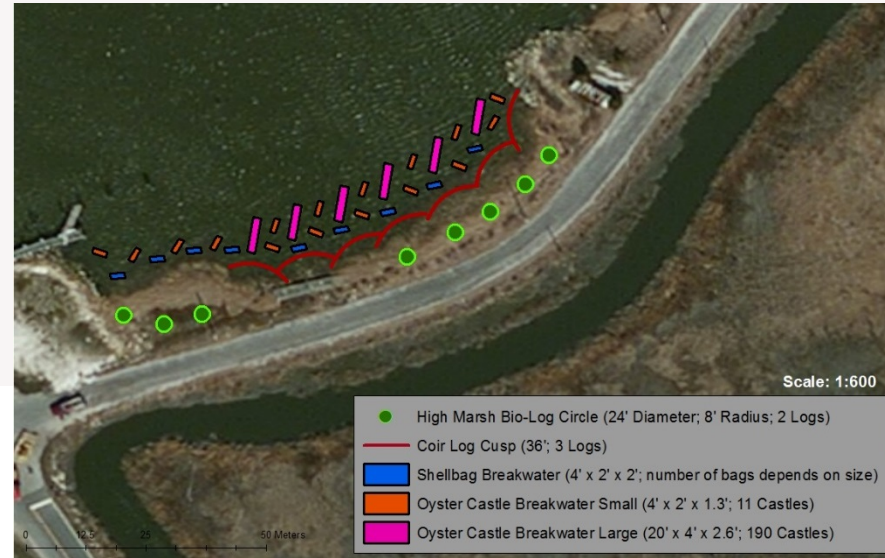 Scale: 1:600
High Marsh Bio-Log Circle (24' Diameter; 8' Radius; 2 Logs)
Coir Log Cusp (36'; 3 Logs)
Shellbag Breakwater (4' x 2' x 2'; number of bags depends on size)
Oyster Castle Breakwater Small (4' x 2' x 1.3'; 11 Castles)
Oyster Castle Breakwater Large (20' x 4' x 2.6'; 190 Castles)
0 12.5 25 50 Meters